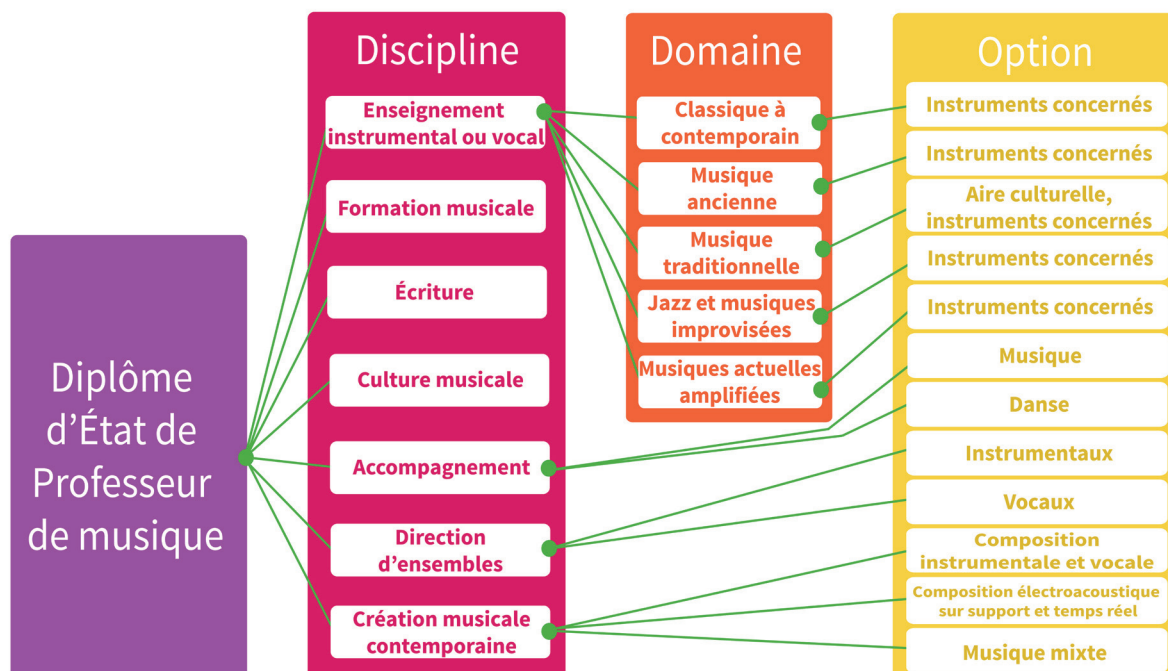 Diplôme
d'État de
Professeur
de musique
Discipline
Enseignement
instrumental ou vocal
Formation musicale
Écriture
Culture musicale
Accompagnement
Direction
d'ensembles
Création musicale
contemporaine
Domaine
Classique à
contemporain
Musique
ancienne
Musique
traditionnelle
Jazz et musiques
improvisées
Musiques actuelles
amplifiées
Option
Instruments concernés
Instruments concernés
Aire culturelle,
instruments concernés
Instruments concernés
Instruments concernés
Musique
Danse
Instrumentaux
Vocaux
Composition
instrumentale et vocale
Composition électroacoustique
sur support et temps réel
Musique mixte